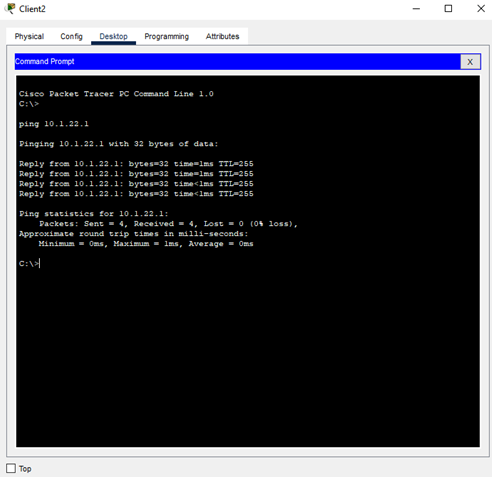 Client2
Physical Config Desktop Programming Attributes
Command Prompt
X
Cisco Packet Tracer PC Command Line 1.0
C:\>
ping 10.1.22.1
Pinging 10.1.22.1 with 32 bytes of data:
Reply from 10.1.22.1: bytes=32 time=1ms TTL=255
Reply from 10.1.22.1: bytes=32 time=1ms TTL=255
Reply from 10.1.22.1: bytes=32 time<1ms TTL=255
Reply from 10.1.22.1: bytes=32 time<1ms TTL=255
Ping statistics for 10.1.22.1:
Packets: Sent = 4, Received = 4, Lost = 0 (0% loss),
Approximate round trip times in milli-seconds:
Minimum = 0ms, Maximum = 1ms, Average = 0ms
C:\>
Top